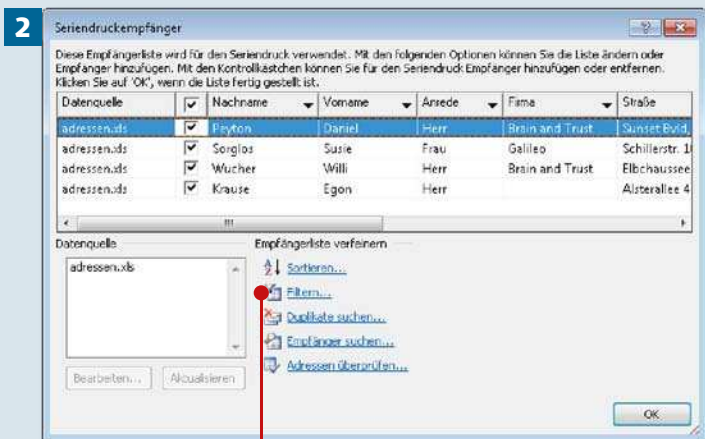 2
Seriendruckempfänger
Diese Empfängerliste wird für den Seriendruck verwendet. Mit den folgenden Optionen können Sie die Liste ändern oder
Empfänger hinzufügen. Mit den Kontrollkästchen können Sie für den Seriendruck Empfänger hinzufügen oder entfernen.
Klicken Sie auf 'OK', wenn die Liste fertig gestellt ist.
Datenquelle Nachname Vorname Anrede Firma Straße
adressen.xls Peyton Daniel Herr Brain and Trust Sunset Bvld,
adressen.xls Sorglos Susie Frau Galileo Schillerstr. 1
adressen.xls Wucher Willi Herr Brain and Trust Elbchaussee
adressen.xls Krause Egon Herr Alsterallee 4
Datenquelle Empfängerliste verfeinern
adressen.xls
Sortieren...
Filtern...
Duplikate suchen...
Empfänger suchen...
Adressen überprüfen...
Bearbeiten... Aktualisieren
OK